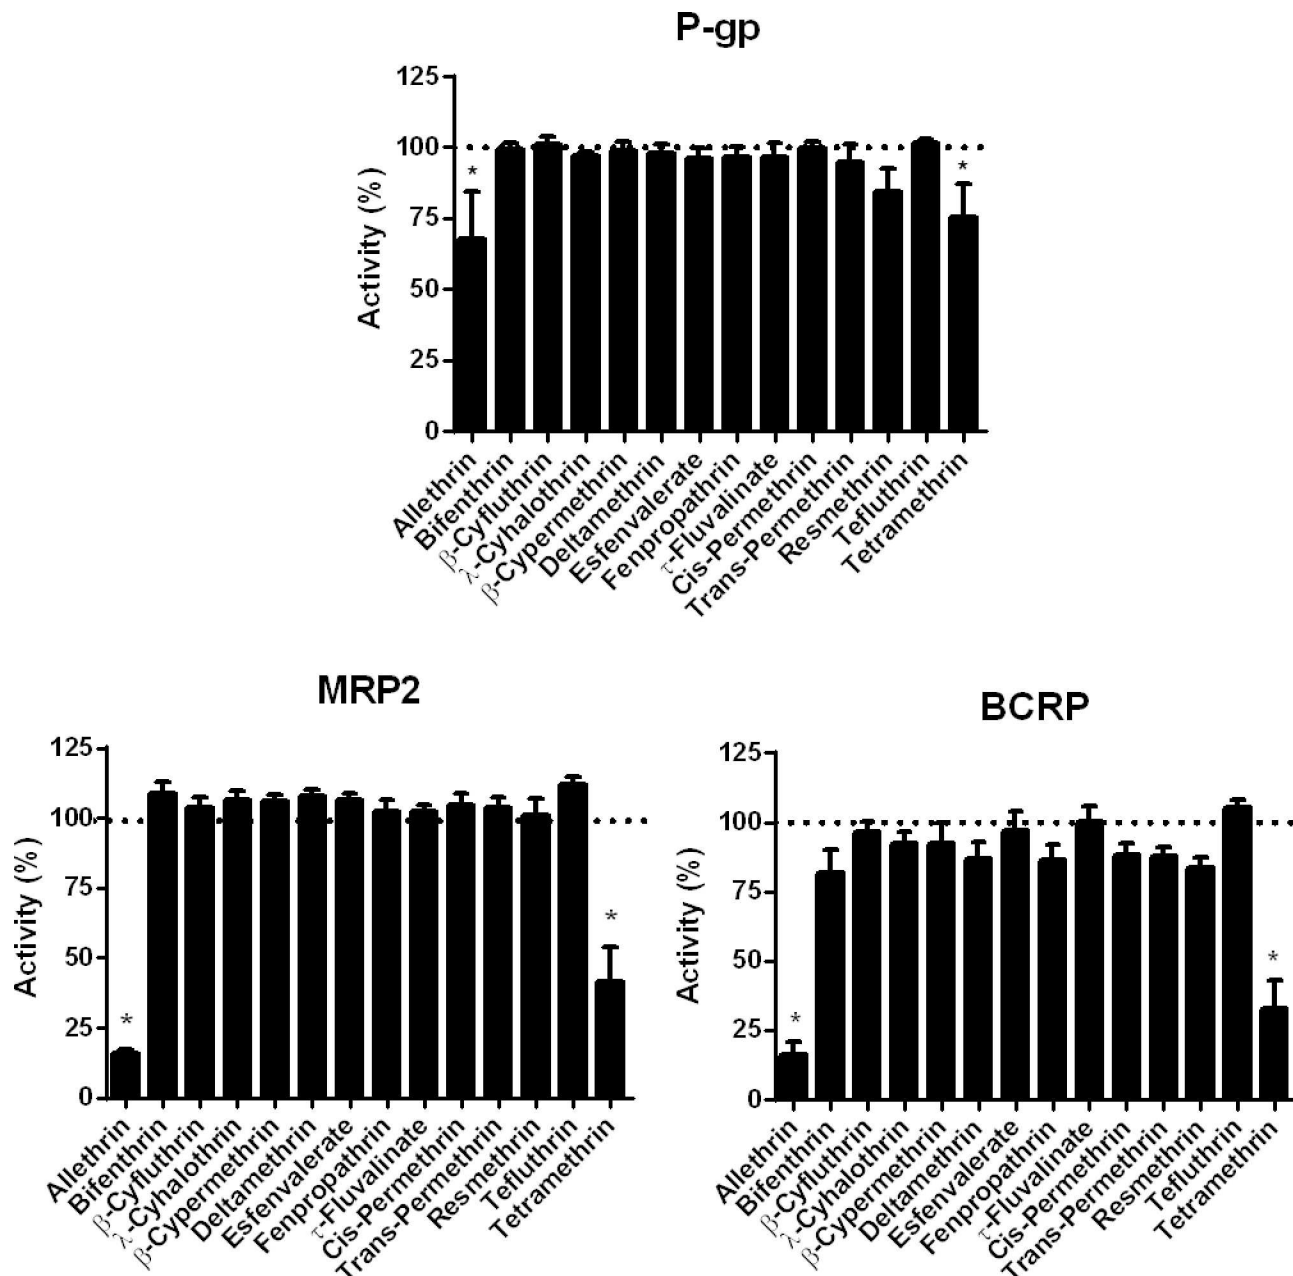 P-gp
125
100
75
50
25
0
Activity (%)
*
*
Allethrin
Bifenthrin
β-Cyfluthrin
λ-Cyhalothrin
β-Cypermethrin
Deltamethrin
Esfenvalerate
Fenpropathrin
τ-Fluvalinate
Cis-Permethrin
Trans-Permethrin
Resmethrin
Tefluthrin
Tetramethrin
MRP2
125
100
75
50
25
0
Activity (%)
*
*
Allethrin
Bifenthrin
β-Cyfluthrin
λ-Cyhalothrin
β-Cypermethrin
Deltamethrin
Esfenvalerate
Fenpropathrin
τ-Fluvalinate
Cis-Permethrin
Trans-Permethrin
Resmethrin
Tefluthrin
Tetramethrin
BCRP
125
100
75
50
25
0
Activity (%)
*
*
Allethrin
Bifenthrin
β-Cyfluthrin
λ-Cyhalothrin
β-Cypermethrin
Deltamethrin
Esfenvalerate
Fenpropathrin
τ-Fluvalinate
Cis-Permethrin
Trans-Permethrin
Resmethrin
Tefluthrin
Tetramethrin